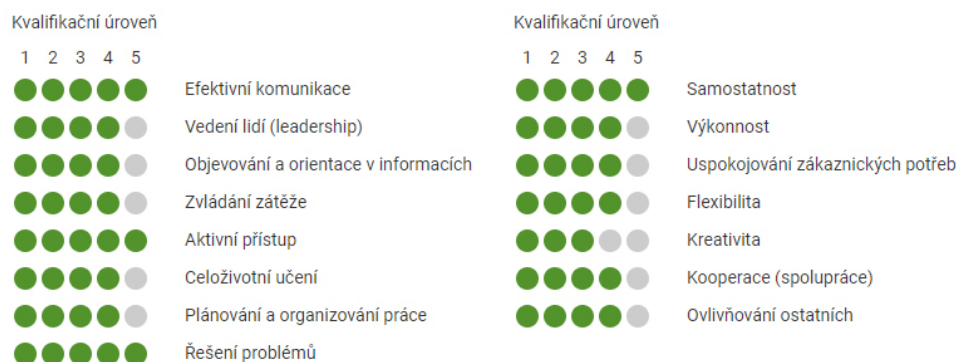 Kvalifikační úroveň
1 2 3 4 5
Efektivní komunikace
Vedení lidí (leadership)
Objevování a orientace v informacích
Zvládání zátěže
Aktivní přístup
Celoživotní učení
Plánování a organizování práce
Řešení problémů
Kvalifikační úroveň
1 2 3 4 5
Samostatnost
Výkonnost
Uspokojování zákaznických potřeb
Flexibilita
Kreativita
Kooperace (spolupráce)
Ovlivňování ostatních